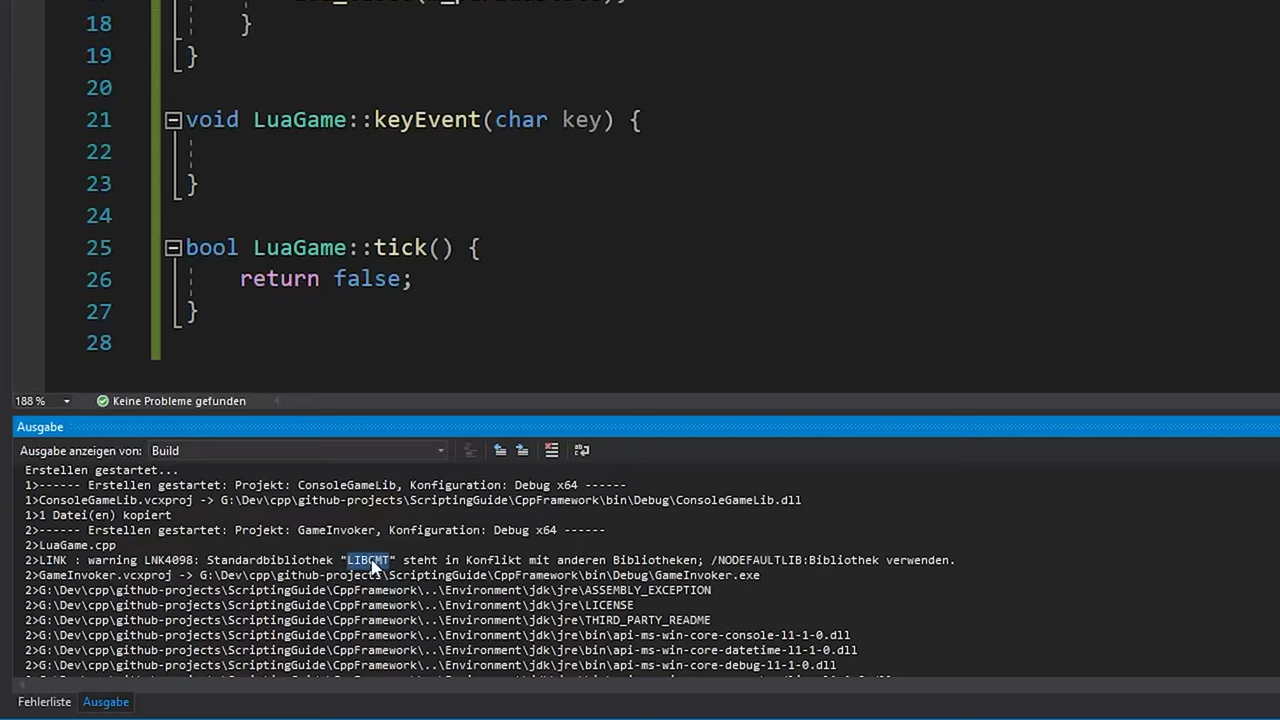 18 }
19 }
20
21 void LuaGame::keyEvent(char key) {
22
23 }
24
25 bool LuaGame::tick() {
26 return false;
27 }
28
188 % Keine Probleme gefunden
Ausgabe
Ausgabe anzeigen von: Build
Erstellen gestartet...
1>------ Erstellen gestartet: Projekt: ConsoleGameLib, Konfiguration: Debug x64 ------
1>ConsoleGameLib.vcxproj -> G:\Dev\cpp\github-projects\ScriptingGuide\CppFramework\bin\Debug\ConsoleGameLib.dll
1>1 Datei(en) kopiert
2>------ Erstellen gestartet: Projekt: GameInvoker, Konfiguration: Debug x64 ------
2>LuaGame.cpp
2>LINK : warning LNK4098: Standardbibliothek "LIBCMT" steht in Konflikt mit anderen Bibliotheken; /NODEFAULTLIB:Bibliothek verwenden.
2>GameInvoker.vcxproj -> G:\Dev\cpp\github-projects\ScriptingGuide\CppFramework\bin\Debug\GameInvoker.exe
2>G:\Dev\cpp\github-projects\ScriptingGuide\CppFramework\..\Environment\jdk\jre\ASSEMBLY_EXCEPTION
2>G:\Dev\cpp\github-projects\ScriptingGuide\CppFramework\..\Environment\jdk\jre\LICENSE
2>G:\Dev\cpp\github-projects\ScriptingGuide\CppFramework\..\Environment\jdk\jre\THIRD_PARTY_README
2>G:\Dev\cpp\github-projects\ScriptingGuide\CppFramework\..\Environment\jdk\jre\bin\api-ms-win-core-console-l1-1-0.dll
2>G:\Dev\cpp\github-projects\ScriptingGuide\CppFramework\..\Environment\jdk\jre\bin\api-ms-win-core-datetime-l1-1-0.dll
2>G:\Dev\cpp\github-projects\ScriptingGuide\CppFramework\..\Environment\jdk\jre\bin\api-ms-win-core-debug-l1-1-0.dll
Fehlerliste Ausgabe